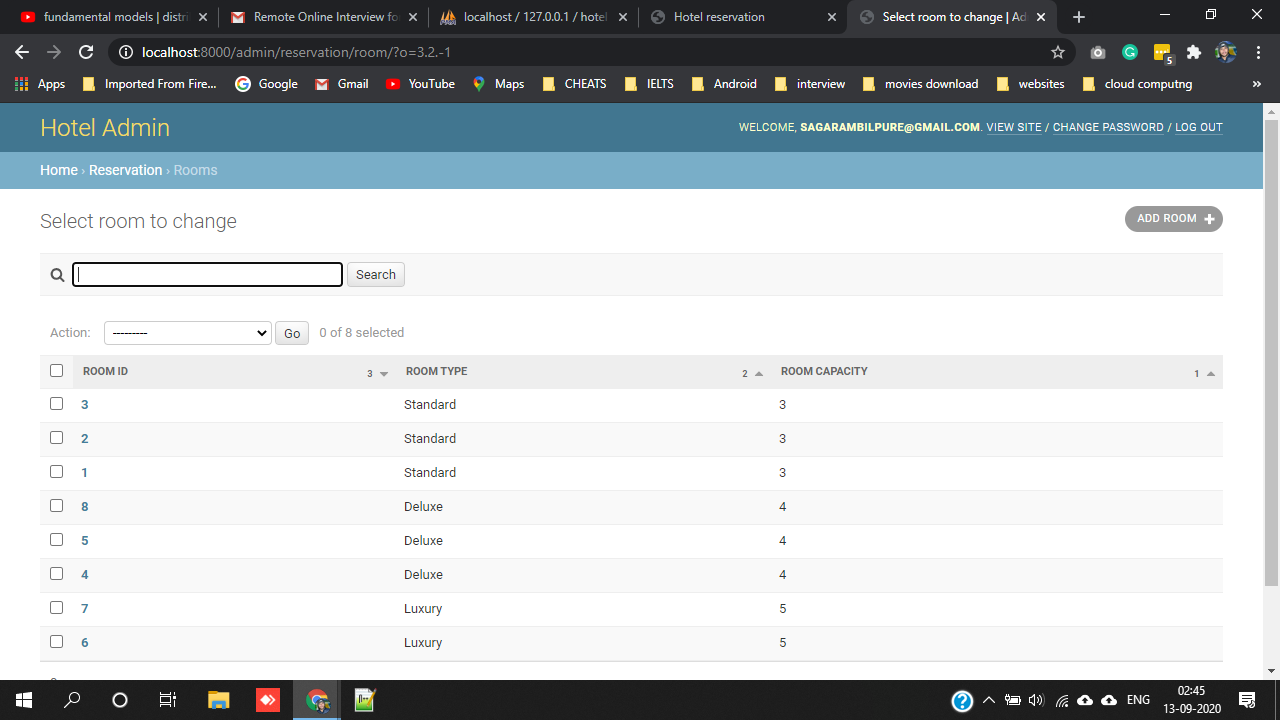 fundamental models | distri
Remote Online Interview fo
localhost / 127.0.0.1 / hotel
Hotel reservation
Select room to change | Ad
localhost:8000/admin/reservation/room/?o=3.2.-1
5
Apps
Imported From Fire...
Google
Gmail
YouTube
Maps
CHEATS
IELTS
Android
interview
movies download
websites
cloud computng
»
Hotel Admin
WELCOME, SAGARAMBILPURE@GMAIL.COM. VIEW SITE / CHANGE PASSWORD / LOG OUT
Home › Reservation › Rooms
Select room to change
ADD ROOM
Search
Action: --------- Go 0 of 8 selected
ROOM ID 3 ROOM TYPE 2 ROOM CAPACITY 1
3 Standard 3
2 Standard 3
1 Standard 3
8 Deluxe 4
5 Deluxe 4
4 Deluxe 4
7 Luxury 5
6 Luxury 5
ENG
02:45
13-09-2020